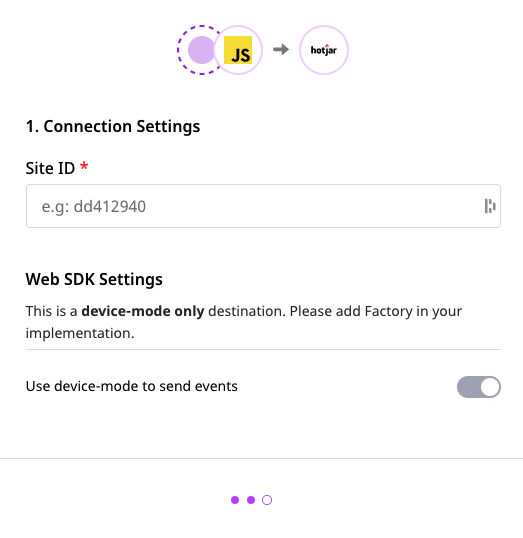 JS
hotjar
1. Connection Settings
Site ID *
e.g: dd412940
Web SDK Settings
This is a device-mode only destination. Please add Factory in your
implementation.
Use device-mode to send events